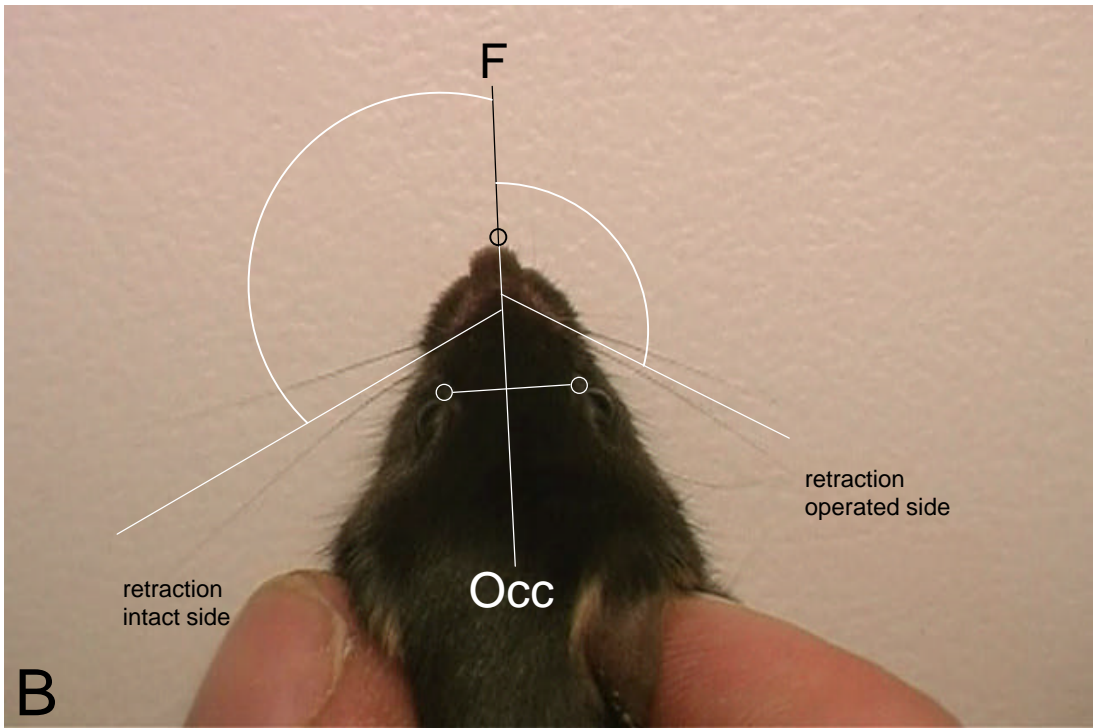 F
retraction
operated side
Occ
retraction
intact side
B